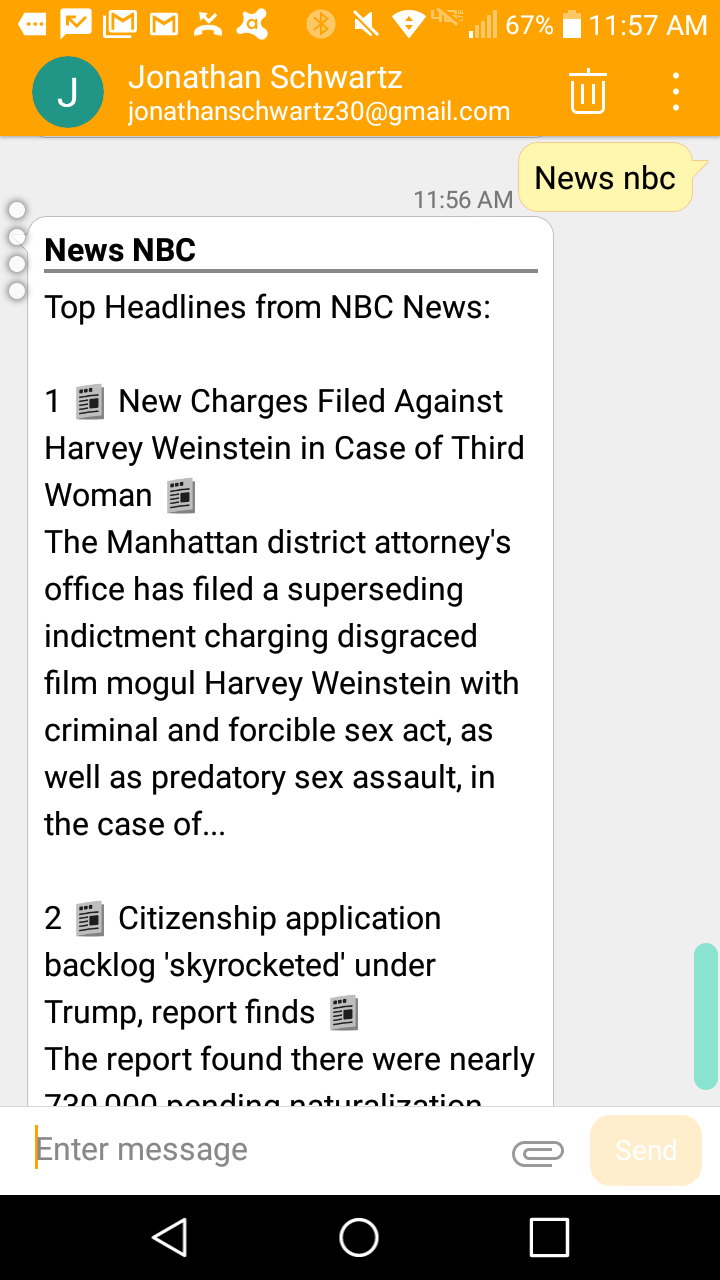 67% 11:57 AM
J
Jonathan Schwartz
jonathanschwartz30@gmail.com
News nbc
11:56 AM
News NBC
Top Headlines from NBC News:
1 📰 New Charges Filed Against
Harvey Weinstein in Case of Third
Woman 📰
The Manhattan district attorney's
office has filed a superseding
indictment charging disgraced
film mogul Harvey Weinstein with
criminal and forcible sex act, as
well as predatory sex assault, in
the case of...
2 📰 Citizenship application
backlog 'skyrocketed' under
Trump, report finds 📰
The report found there were nearly
730,000 pending naturalization
Enter message
Send